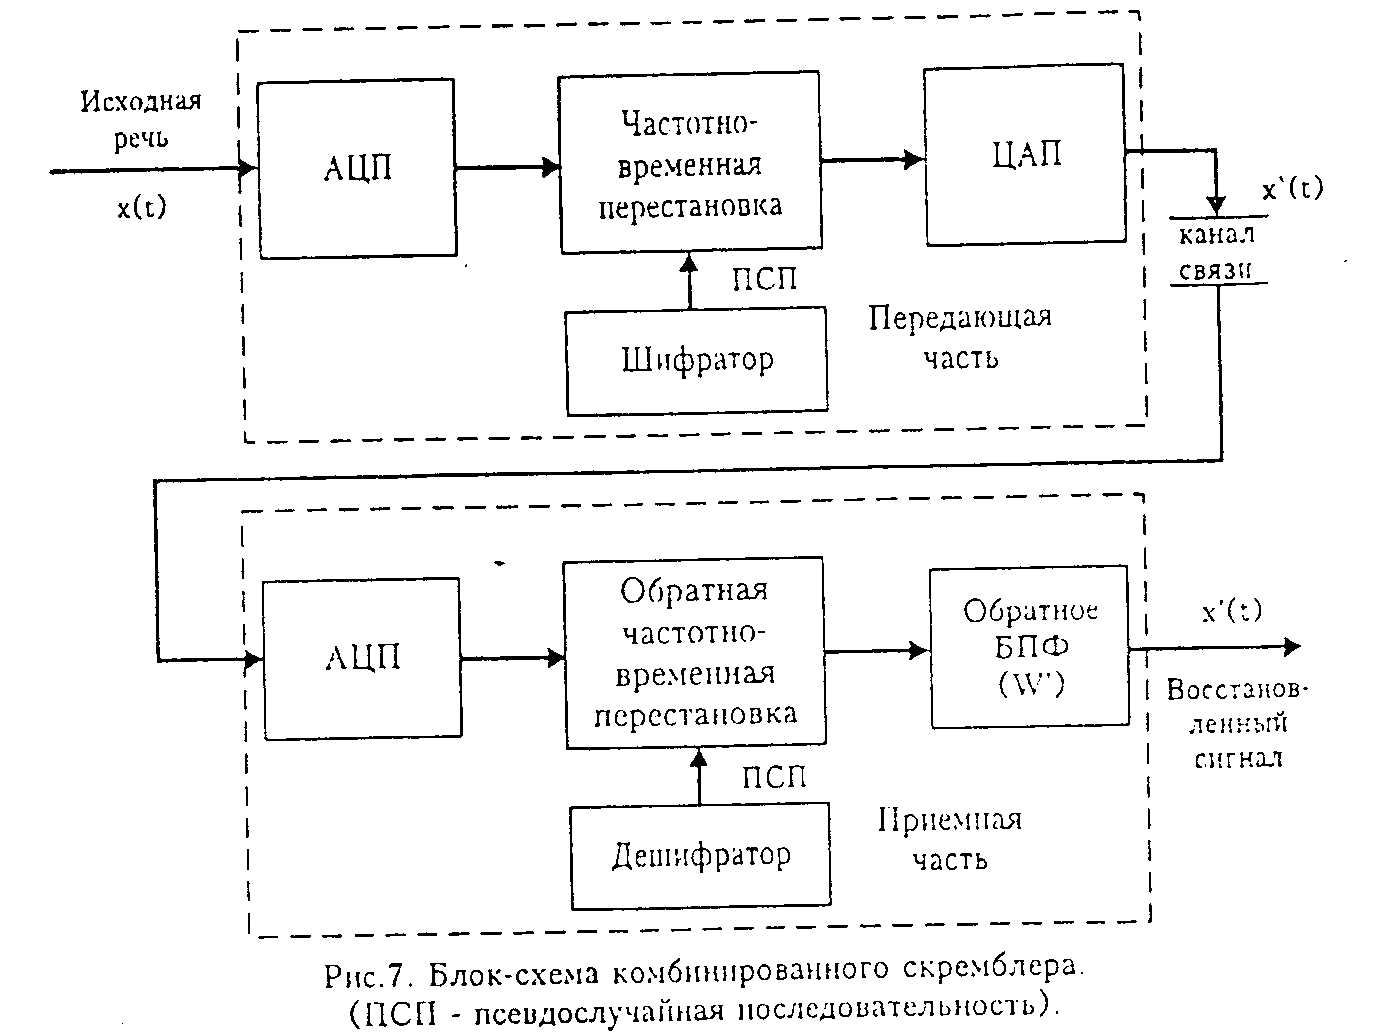 Исходная
речь
x(t)
АЦП
Частотно-
временная
перестановка
ЦАП
x`(t)
канал
связи
ПСП
Шифратор
Передающая
часть
АЦП
Обратная
частотно-
временная
перестановка
Обратное
БПФ
(W')
x'(t)
Восстанов-
ленный
сигнал
ПСП
Дешифратор
Приемная
часть
Рис.7. Блок-схема комбинированного скремблера.
(ПСП - псевдослучайная последовательность).